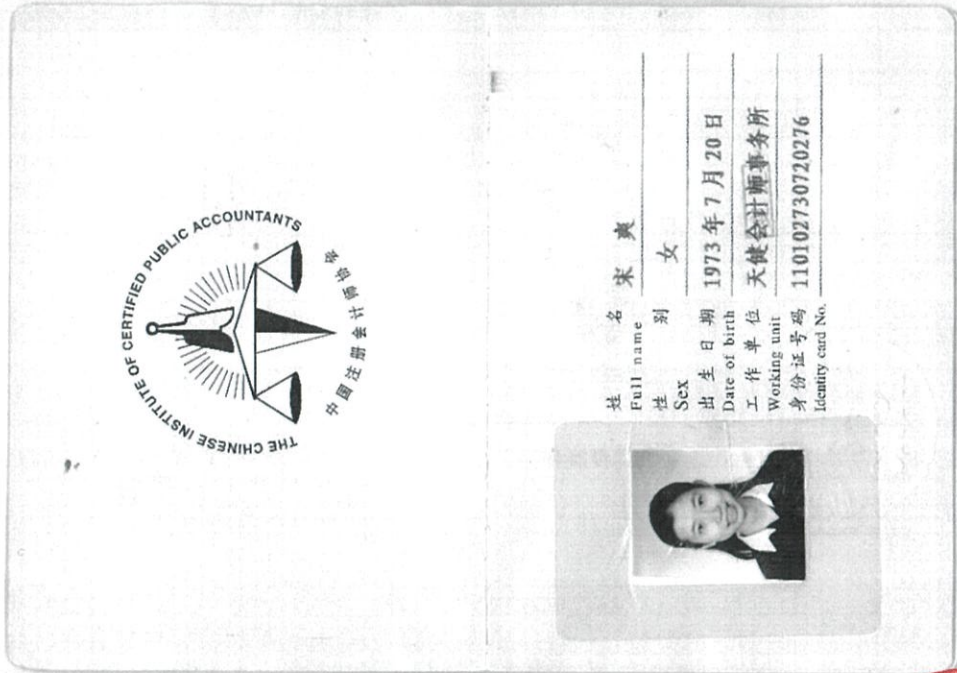 THE CHINESE INSTITUTE OF CERTIFIED PUBLIC ACCOUNTANTS
中国注册会计师协会
姓 名 宋 爽
Full name
性 别 女
Sex
出 生 日 期 1973 年 7 月 20 日
Date of birth
工 作 单 位 天健会计师事务所
Working unit
身 份 证 号 码 110102730720276
Identity card No.